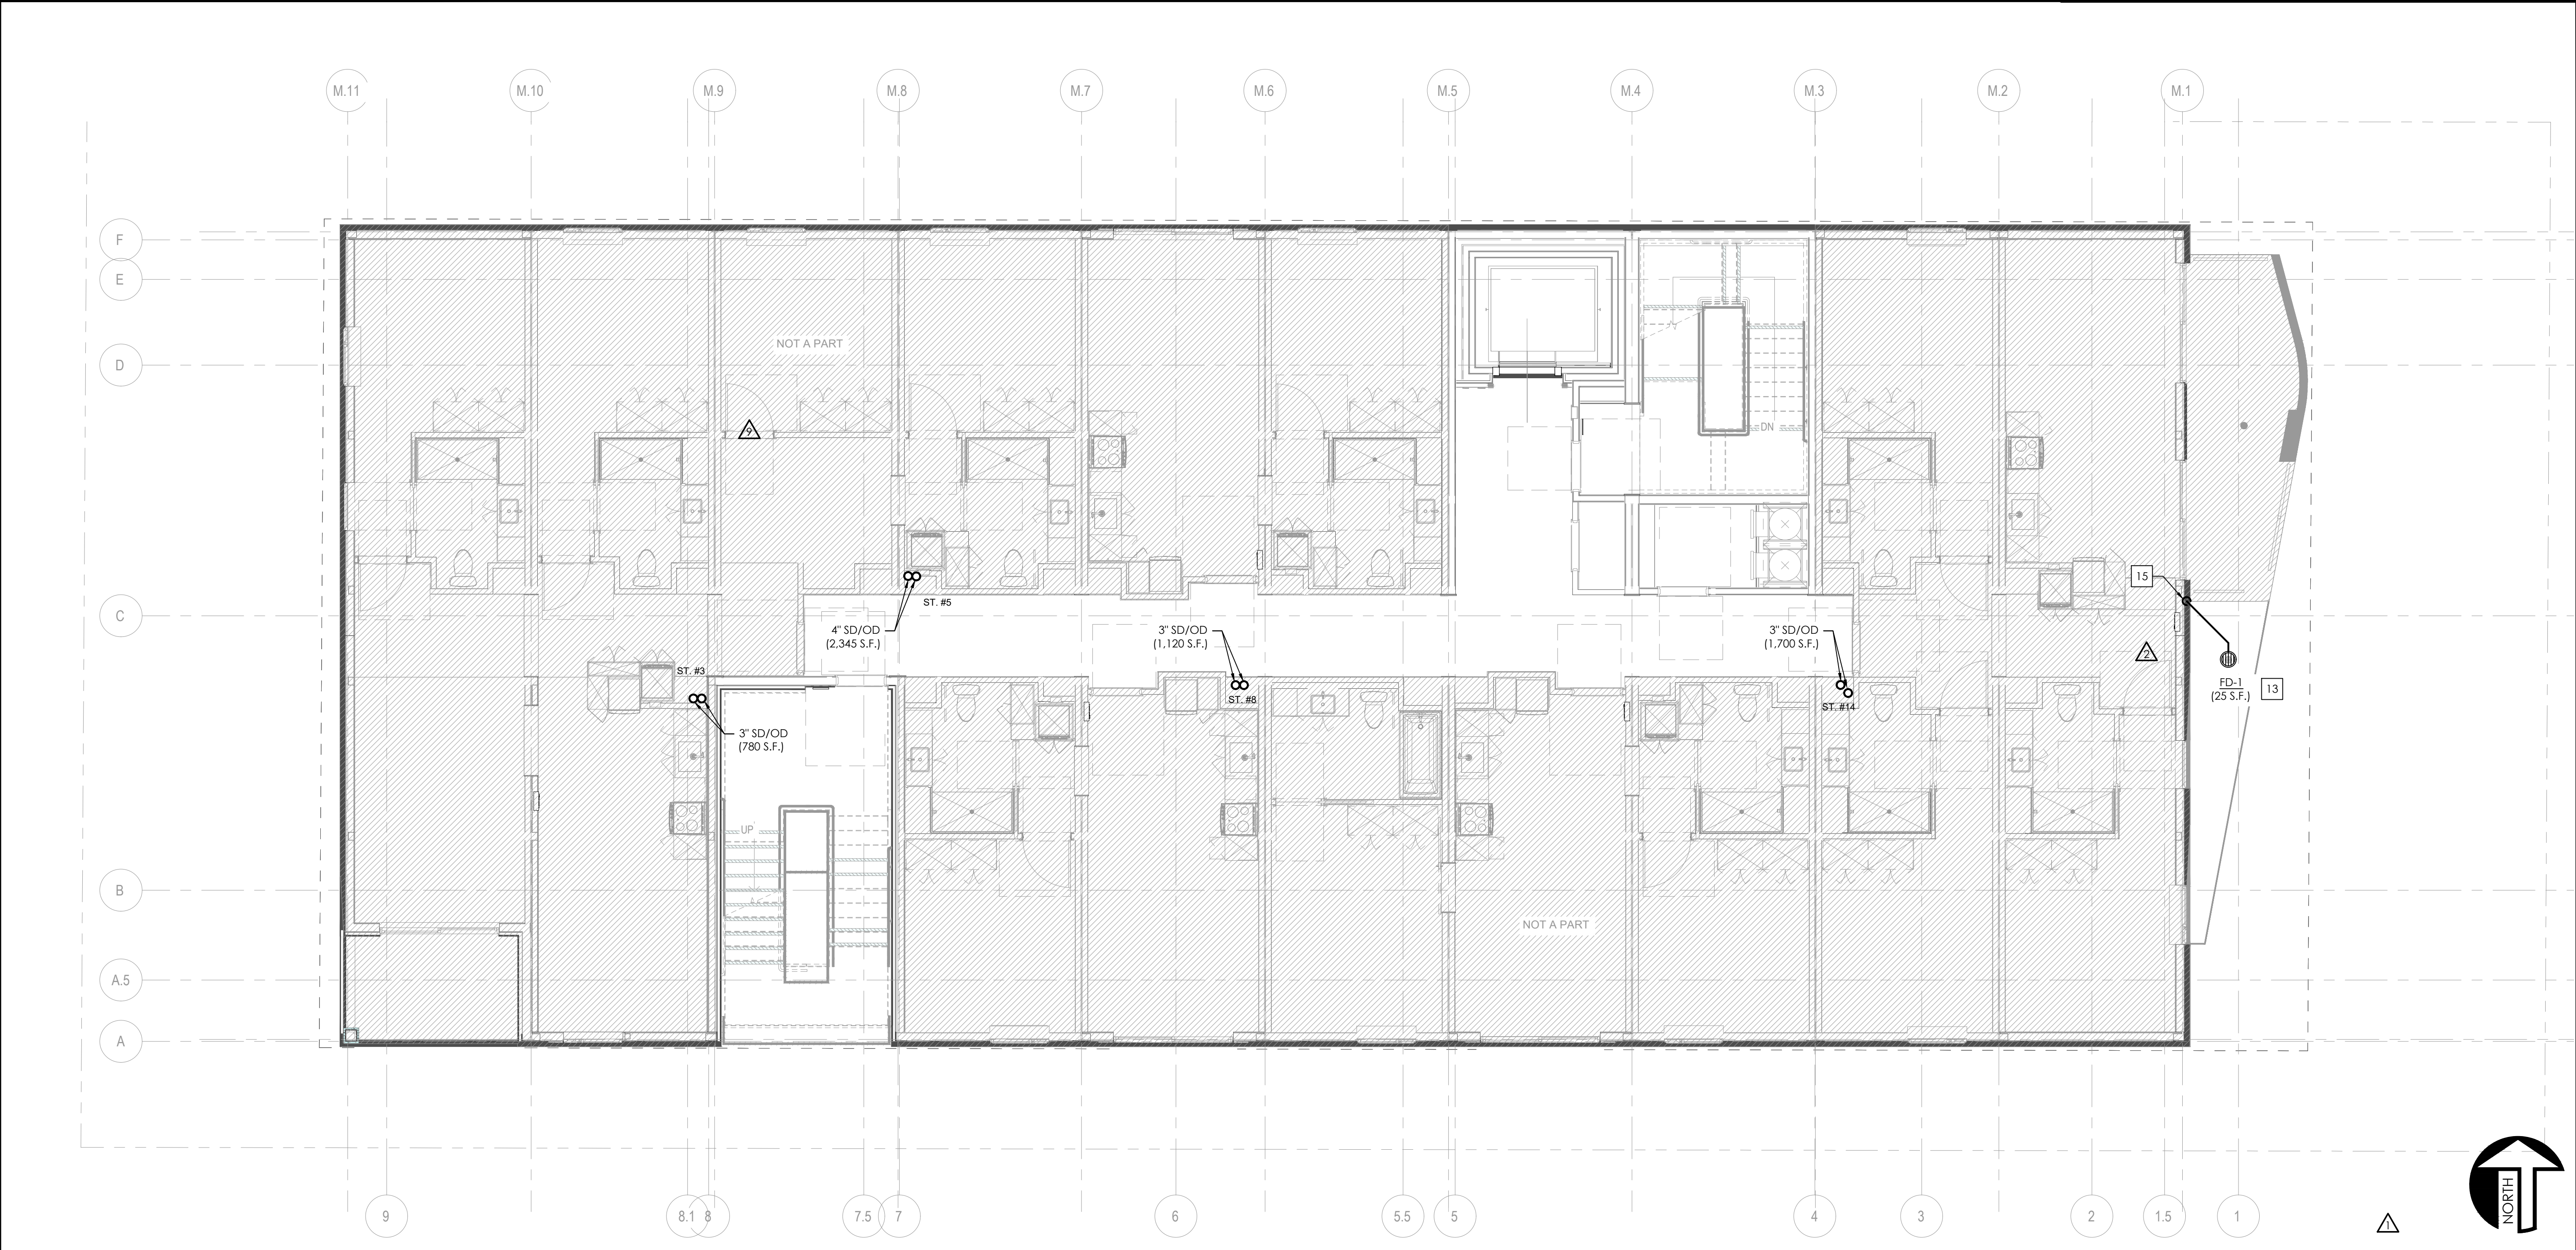 M.11
M.10
M.9
M.8
M.7
M.6
M.5
M.4
M.3
M.2
M.1
F
E
D
C
B
A.5
A
NOT A PART
9
DN
ST. #5
4" SD/OD
(2,345 S.F.)
3" SD/OD
(1,120 S.F.)
ST. #8
3" SD/OD
(1,700 S.F.)
ST. #14
15
2
FD-1
(25 S.F.)
13
ST. #3
3" SD/OD
(780 S.F.)
UP
NOT A PART
9
8.1
8
7.5
7
6
5.5
5
4
3
2
1.5
1
1
NORTH